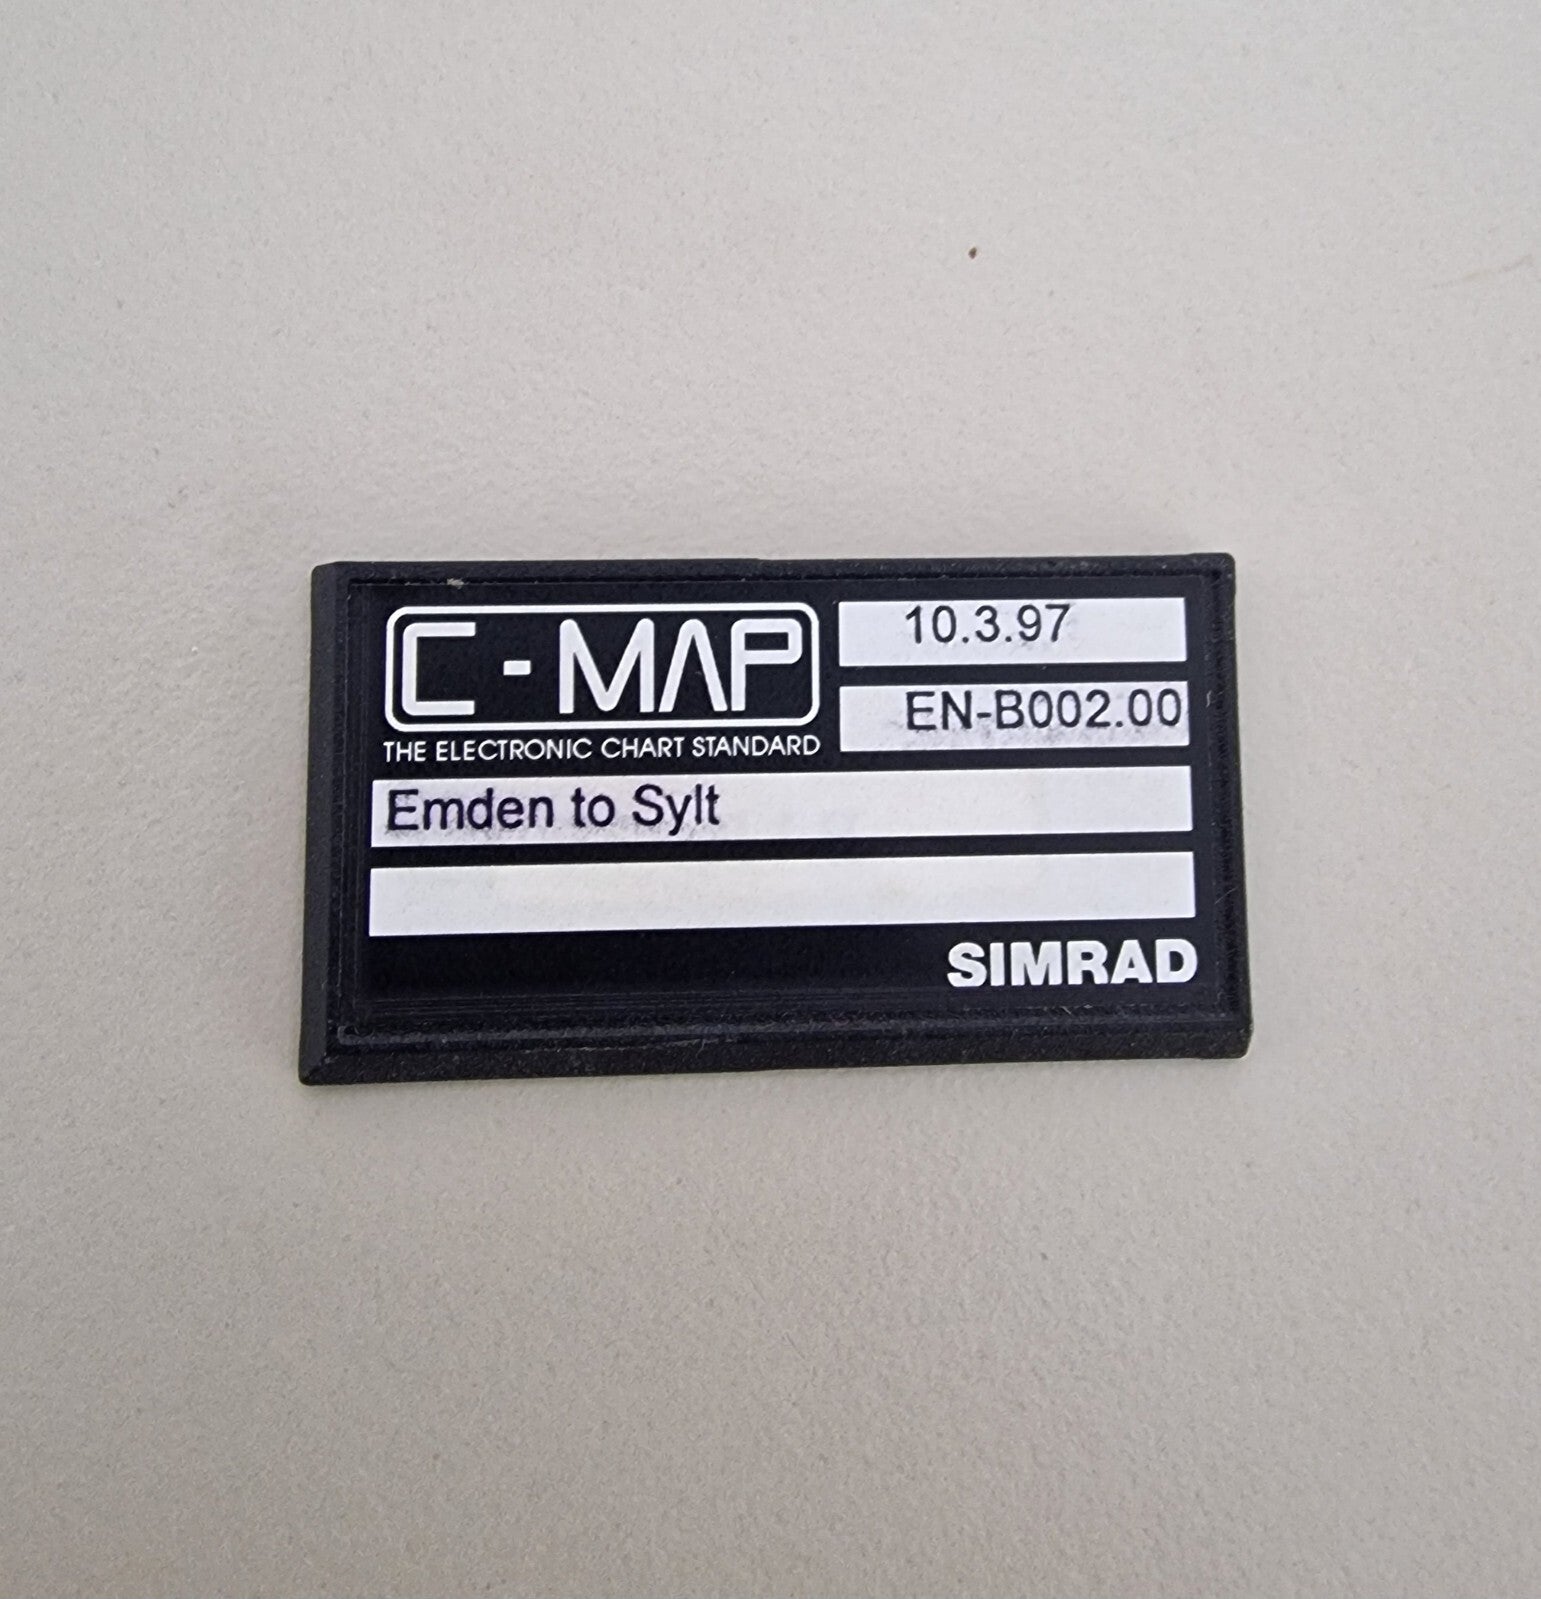 C-MAP
THE ELECTRONIC CHART STANDARD
10.3.97
EN-B002.00
Emden to Sylt
SIMRAD